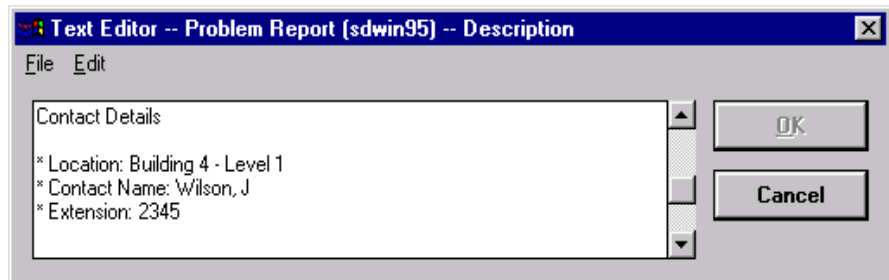 Text Editor -- Problem Report (sdwin95) -- Description
File Edit
Contact Details
* Location: Building 4 - Level 1
* Contact Name: Wilson, J
* Extension: 2345
OK
Cancel